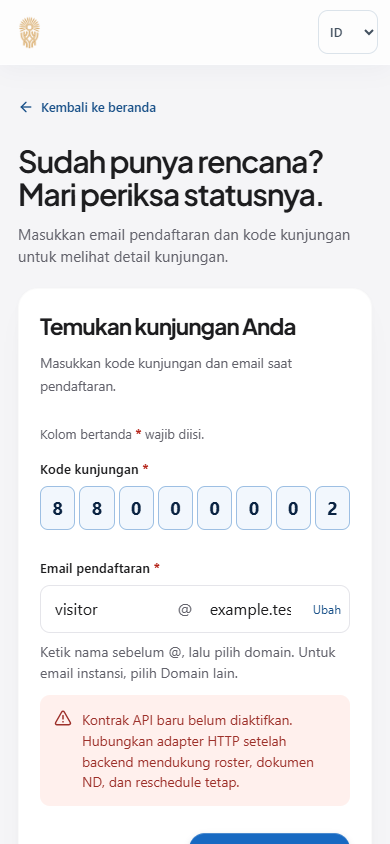 ID
Kembali ke beranda
Sudah punya rencana?
Mari periksa statusnya.
Masukkan email pendaftaran dan kode kunjungan
untuk melihat detail kunjungan.
Temukan kunjungan Anda
Masukkan kode kunjungan dan email saat
pendaftaran.
Kolom bertanda * wajib diisi.
Kode kunjungan *
8 8 0 0 0 0 0 2
Email pendaftaran *
visitor @ example.tes Ubah
Ketik nama sebelum @, lalu pilih domain. Untuk
email instansi, pilih Domain lain.
Kontrak API baru belum diaktifkan.
Hubungkan adapter HTTP setelah
backend mendukung roster, dokumen
ND, dan reschedule tetap.